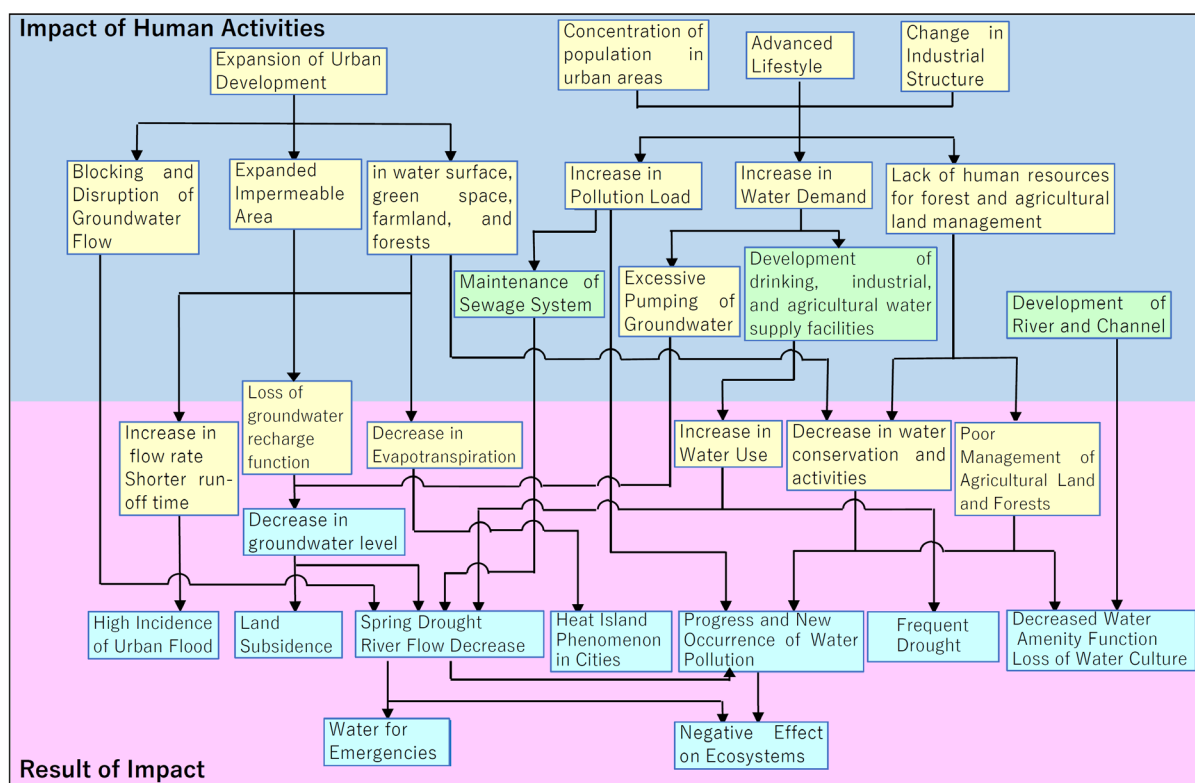 Impact of Human Activities
Expansion of Urban
Development
Concentration of
population in
urban areas
Advanced
Lifestyle
Change in
Industrial
Structure
Blocking and
Disruption of
Groundwater
Flow
Expanded
Impermeable
Area
in water surface,
green space,
farmland, and
forests
Increase in
Pollution Load
Increase in
Water Demand
Lack of human resources
for forest and agricultural
land management
Maintenance of
Sewage System
Excessive
Pumping of
Groundwater
Development of
drinking, industrial,
and agricultural water
supply facilities
Development of
River and Channel
Increase in
flow rate
Shorter run-
off time
Loss of
groundwater
recharge
function
Decrease in
Evapotranspiration
Increase in
Water Use
Decrease in water
conservation and
activities
Poor
Management of
Agricultural Land
and Forests
Decrease in
groundwater level
High Incidence
of Urban Flood
Land
Subsidence
Spring Drought
River Flow Decrease
Heat Island
Phenomenon
in Cities
Progress and New
Occurrence of Water
Pollution
Frequent
Drought
Decreased Water
Amenity Function
Loss of Water Culture
Water for
Emergencies
Negative Effect
on Ecosystems
Result of Impact